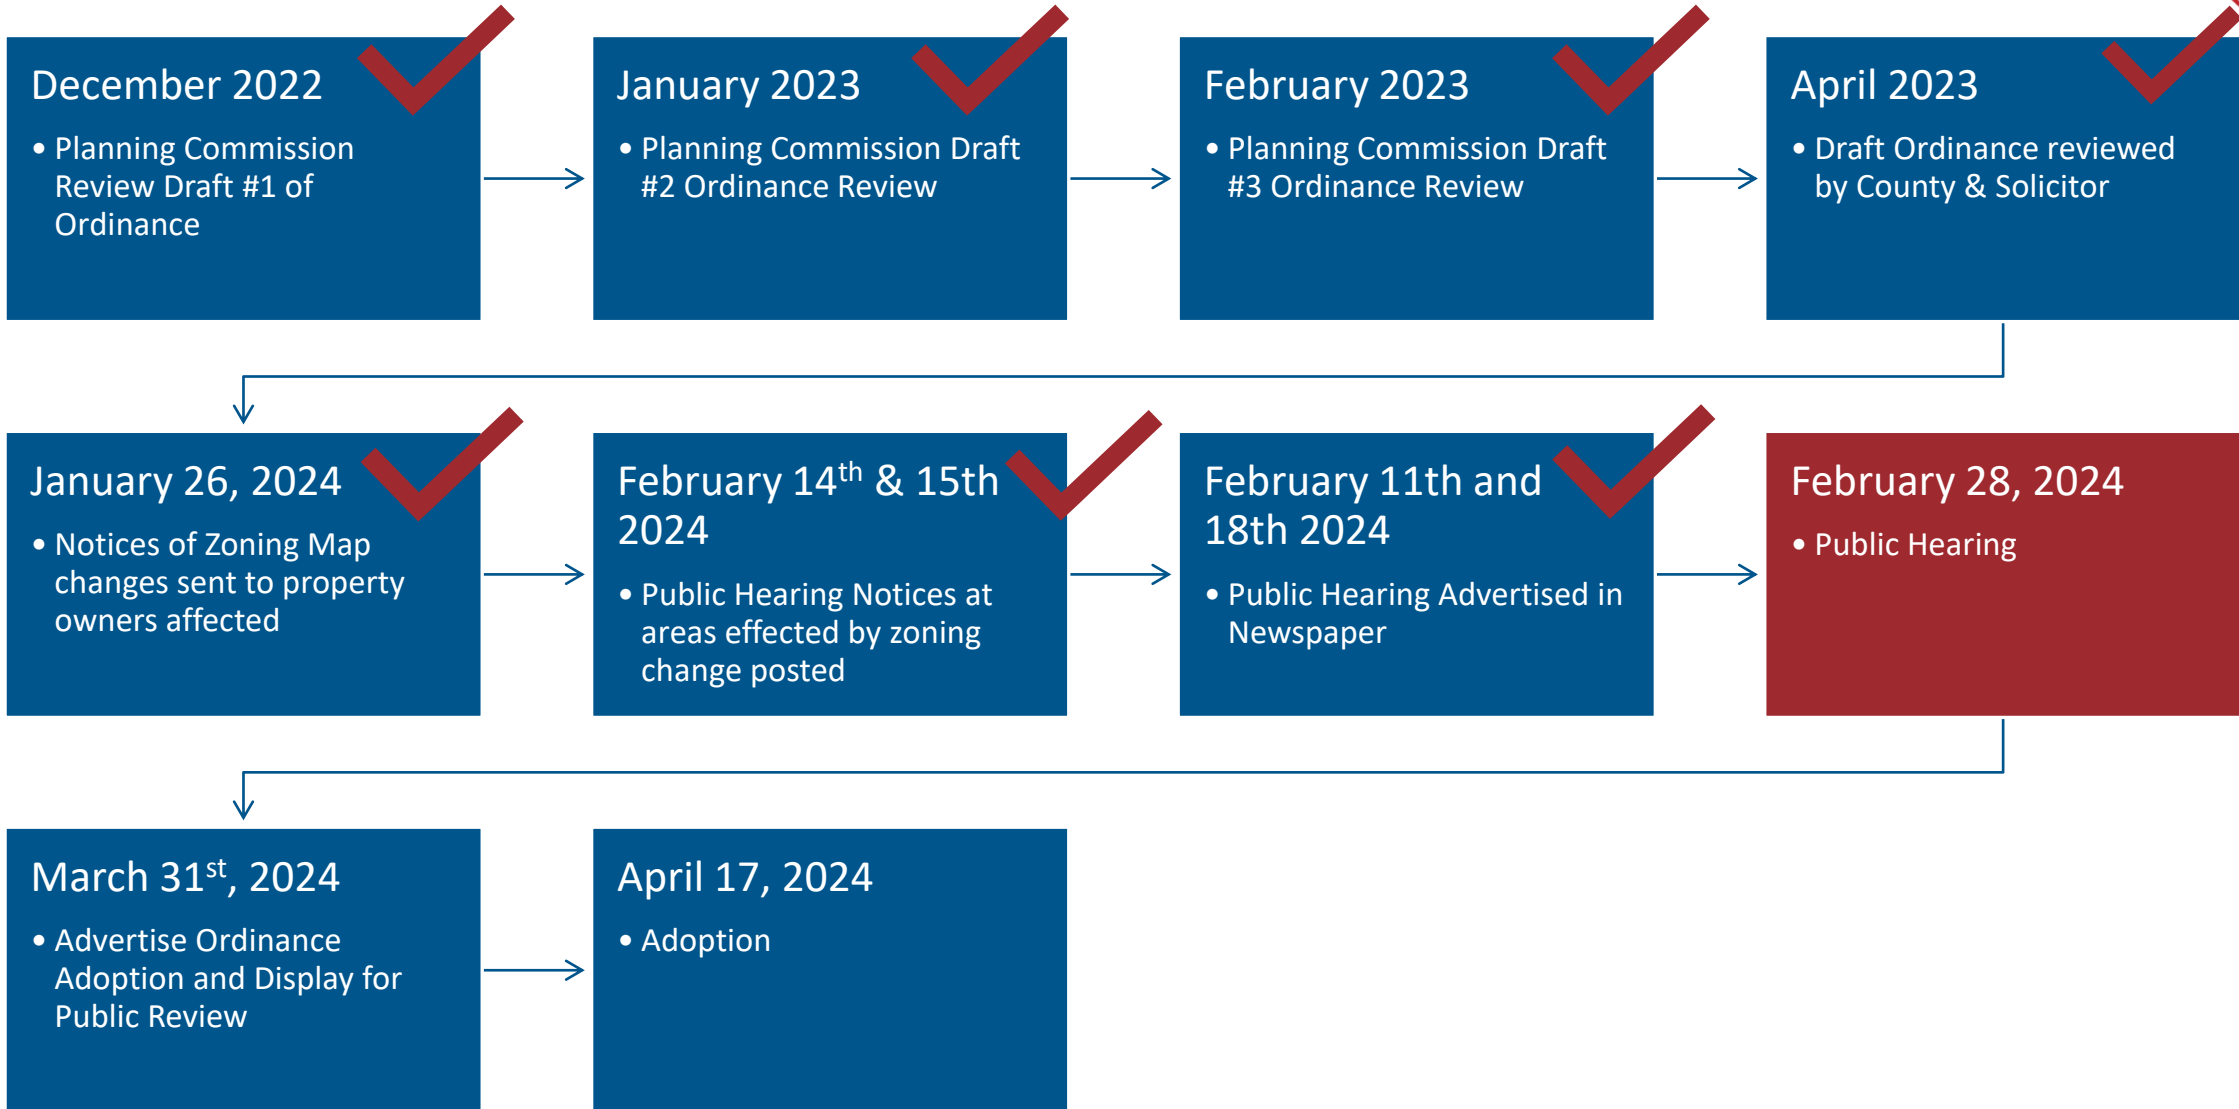 December 2022
• Planning Commission
Review Draft #1 of
Ordinance
January 2023
• Planning Commission Draft
#2 Ordinance Review
February 2023
• Planning Commission Draft
#3 Ordinance Review
April 2023
• Draft Ordinance reviewed
by County & Solicitor
January 26, 2024
• Notices of Zoning Map
changes sent to property
owners affected
February 14th & 15th
2024
• Public Hearing Notices at
areas effected by zoning
change posted
February 11th and
18th 2024
• Public Hearing Advertised in
Newspaper
February 28, 2024
• Public Hearing
March 31st, 2024
• Advertise Ordinance
Adoption and Display for
Public Review
April 17, 2024
• Adoption